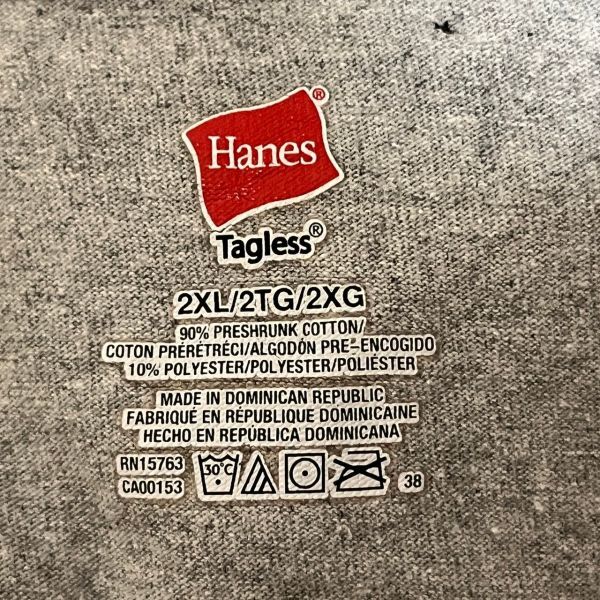 Hanes®
Tagless®
2XL/2TG/2XG
90% PRESHRUNK COTTON/
COTON PRÉRÉTRÉCI/ALGODÓN PRE-ENCOGIDO
10% POLYESTER/POLYESTER/POLIÉSTER
MADE IN DOMINICAN REPUBLIC
FABRIQUÉ EN RÉPUBLIQUE DOMINICAINE
HECHO EN REPÚBLICA DOMINICANA
RN15763
CA00153
30°C
38